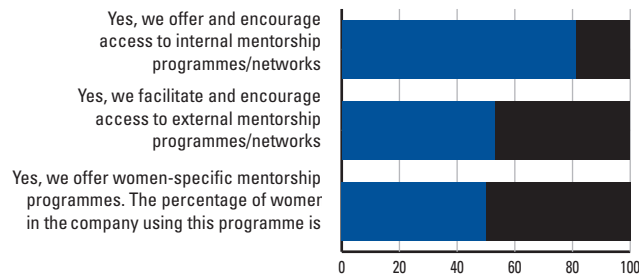 Yes, we offer and encourage
access to internal mentorship
programmes/networks
Yes, we facilitate and encourage
access to external mentorship
programmes/networks
Yes, we offer women-specific mentorship
programmes. The percentage of women
in the company using this programme is
0 20 40 60 80 100